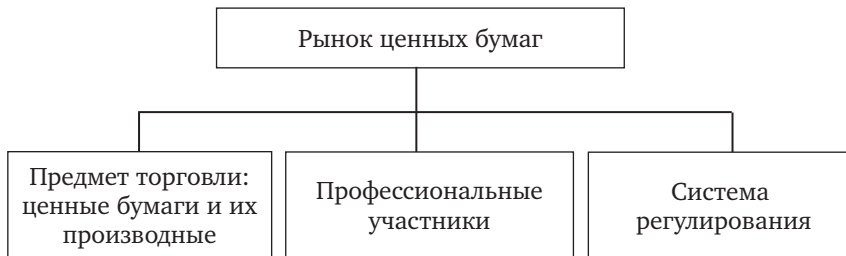 Рынок ценных бумаг
Предмет торговли:
ценные бумаги и их
производные
Профессиональные
участники
Система
регулирования